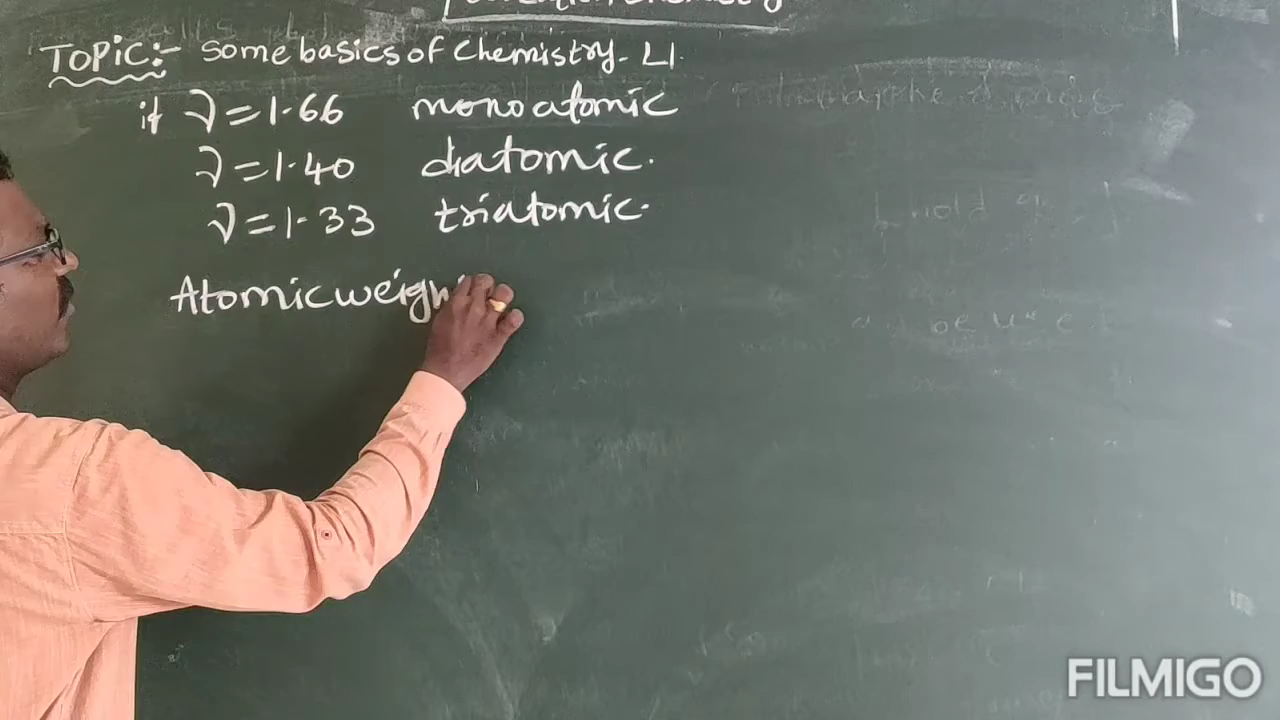 TOPIC:- Some basics of Chemistry- L1.
if γ = 1.66 monoatomic
γ = 1.40 diatomic.
γ = 1.33 triatomic.
Atomic weigh
FILMIGO